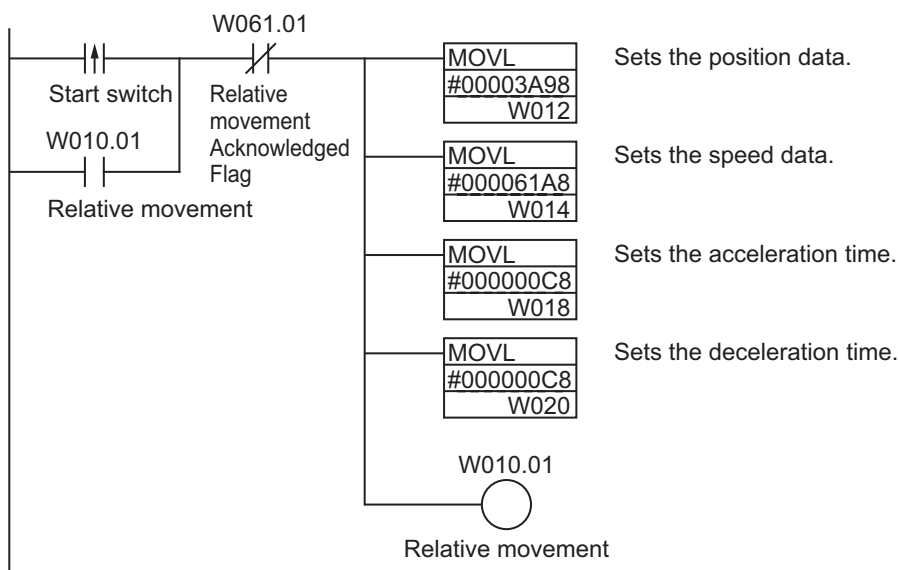 W061.01
MOVL
Sets the position data.
#00003A98
Start switch
Relative
movement
Acknowledged
Flag
W012
W010.01
MOVL
Sets the speed data.
#000061A8
Relative movement
W014
MOVL
Sets the acceleration time.
#000000C8
W018
MOVL
Sets the deceleration time.
#000000C8
W020
W010.01
Relative movement